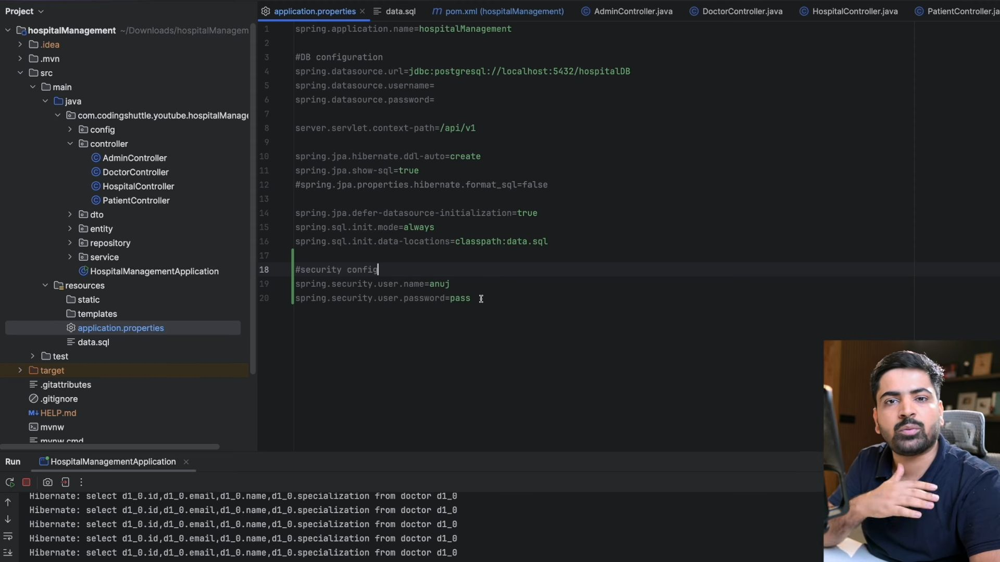 Project
hospitalManagement ~/Downloads/hospitalManagem
.idea
.mvn
src
main
java
com.codingshuttle.youtube.hospitalManage
config
controller
AdminController
DoctorController
HospitalController
PatientController
dto
entity
repository
service
HospitalManagementApplication
resources
static
templates
application.properties
data.sql
test
target
.gitattributes
.gitignore
M↓ HELP.md
mvnw
mvnw.cmd
application.properties data.sql m pom.xml (hospitalManagement) AdminController.java DoctorController.java HospitalController.java PatientController.ja
1 spring.application.name=hospitalManagement
2
3 #DB configuration
4 spring.datasource.url=jdbc:postgresql://localhost:5432/hospitalDB
5 spring.datasource.username=
6 spring.datasource.password=
7
8 server.servlet.context-path=/api/v1
9
10 spring.jpa.hibernate.ddl-auto=create
11 spring.jpa.show-sql=true
12 #spring.jpa.properties.hibernate.format_sql=false
13
14 spring.jpa.defer-datasource-initialization=true
15 spring.sql.init.mode=always
16 spring.sql.init.data-locations=classpath:data.sql
17
18 #security config
19 spring.security.user.name=anuj
20 spring.security.user.password=pass
Run HospitalManagementApplication
Hibernate: select d1_0.id,d1_0.email,d1_0.name,d1_0.specialization from doctor d1_0
Hibernate: select d1_0.id,d1_0.email,d1_0.name,d1_0.specialization from doctor d1_0
Hibernate: select d1_0.id,d1_0.email,d1_0.name,d1_0.specialization from doctor d1_0
Hibernate: select d1_0.id,d1_0.email,d1_0.name,d1_0.specialization from doctor d1_0
Hibernate: select d1_0.id,d1_0.email,d1_0.name,d1_0.specialization from doctor d1_0